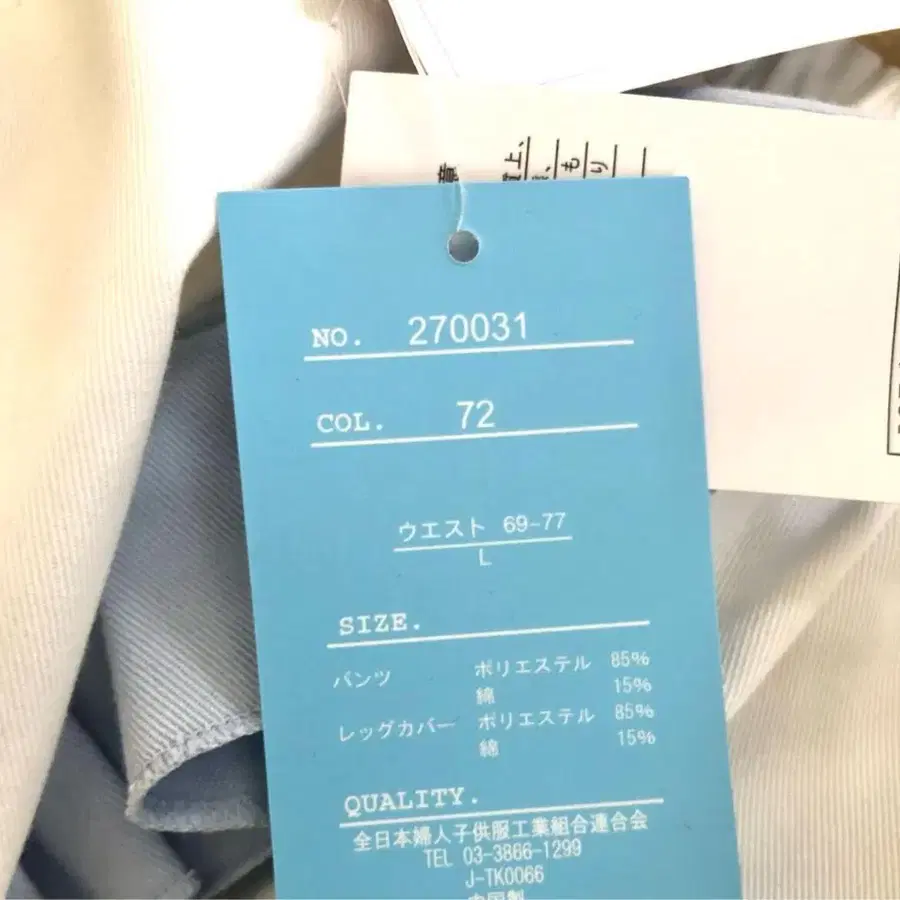 NO. 270031
COL. 72
ウエスト 69-77
L
SIZE.
パンツ ポリエステル 85%
綿 15%
レッグカバー ポリエステル 85%
綿 15%
QUALITY.
全日本婦人子供服工業組合連合会
TEL 03-3866-1299
J-TK0066
中国製